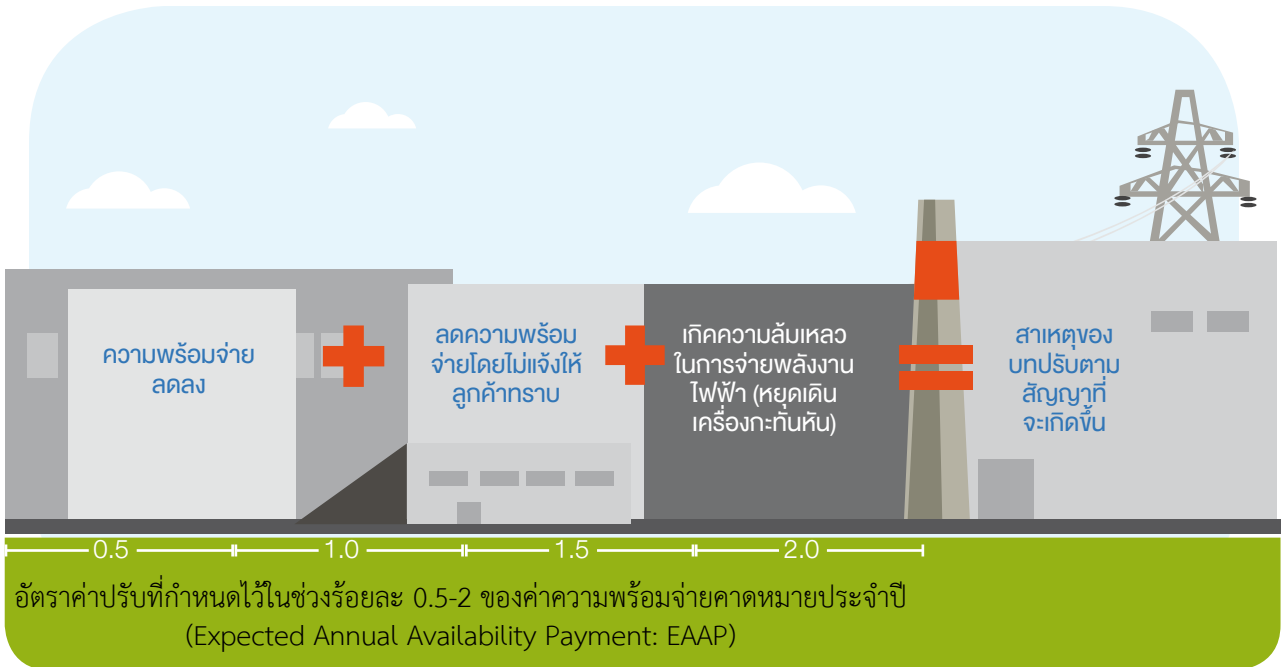 ความพร้อมจ่าย
ลดลง
ลดความพร้อม
จ่ายโดยไม่แจ้งให้
ลูกค้าทราบ
เกิดความล้มเหลว
ในการจ่ายพลังงาน
ไฟฟ้า (หยุดเดิน
เครื่องกะทันหัน)
สาเหตุของ
บทปรับตาม
สัญญาที่
จะเกิดขึ้น
0.5 1.0 1.5 2.0
อัตราค่าปรับที่กำหนดไว้ในช่วงร้อยละ 0.5-2 ของค่าความพร้อมจ่ายคาดหมายประจำปี
(Expected Annual Availability Payment: EAAP)